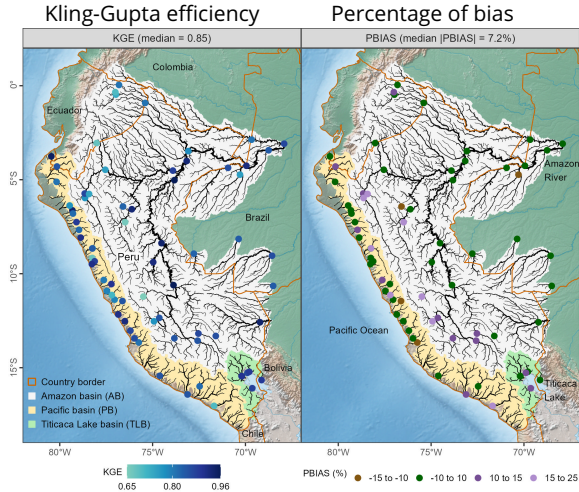 Kling-Gupta efficiency
Percentage of bias
KGE (median = 0.85)
PBIAS (median |PBIAS| = 7.2%)
Colombia
0°
Ecuador
5°S
10°S
15°S
Peru
Brazil
Amazon
River
Pacific Ocean
Bolivia
Titicaca
Lake
Chile
Country border
Amazon basin (AB)
Pacific basin (PB)
Titicaca Lake basin (TLB)
80°W
75°W
70°W
80°W
75°W
70°W
KGE
0.65
0.80
0.96
PBIAS (%)
-15 to -10
-10 to 10
10 to 15
15 to 25